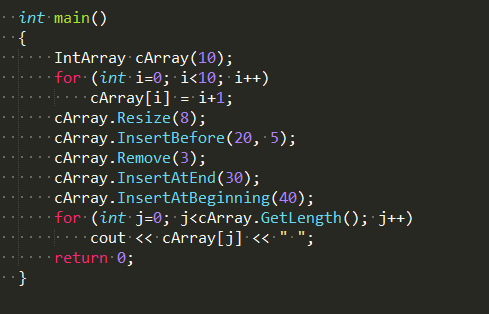 int main()
{
IntArray cArray(10);
for (int i=0; i<10; i++)
cArray[i] = i+1;
cArray.Resize(8);
cArray.InsertBefore(20, 5);
cArray.Remove(3);
cArray.InsertAtEnd(30);
cArray.InsertAtBeginning(40);
for (int j=0; j<cArray.GetLength(); j++)
cout << cArray[j] << " ";
return 0;
}